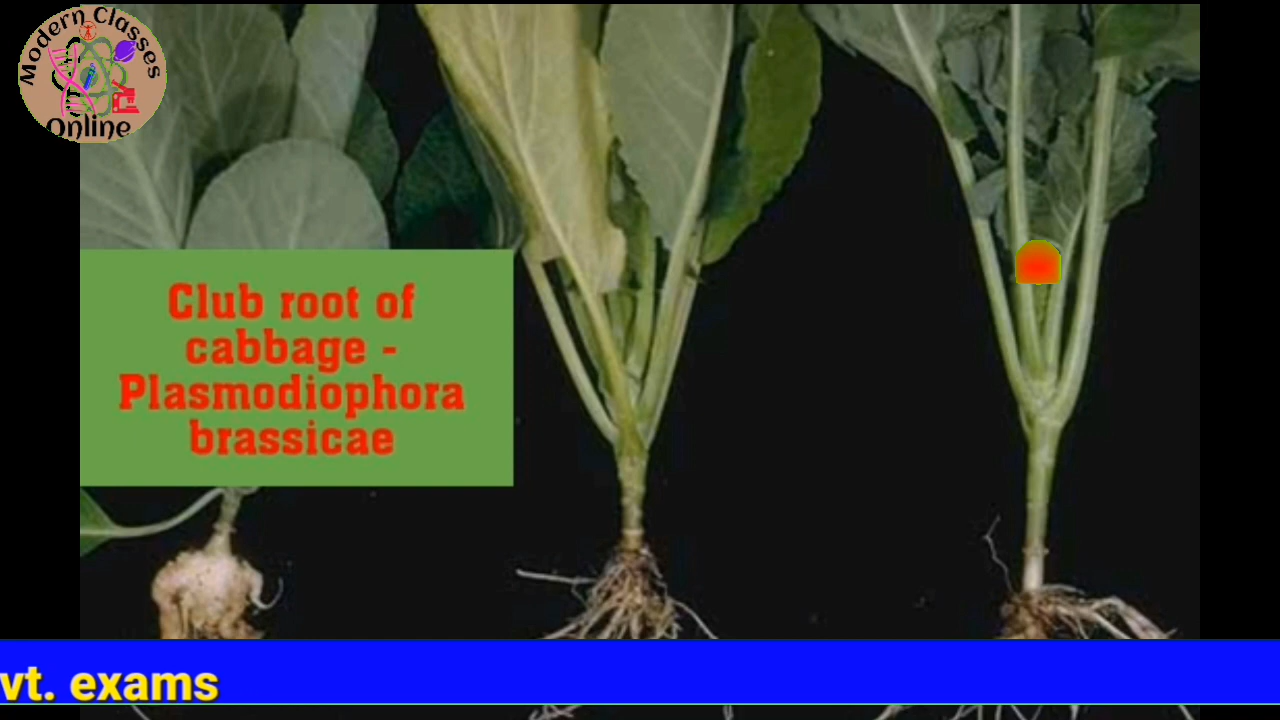 Modern Classes
Online
Club root of
cabbage -
Plasmodiophora
brassicae
vt. exams